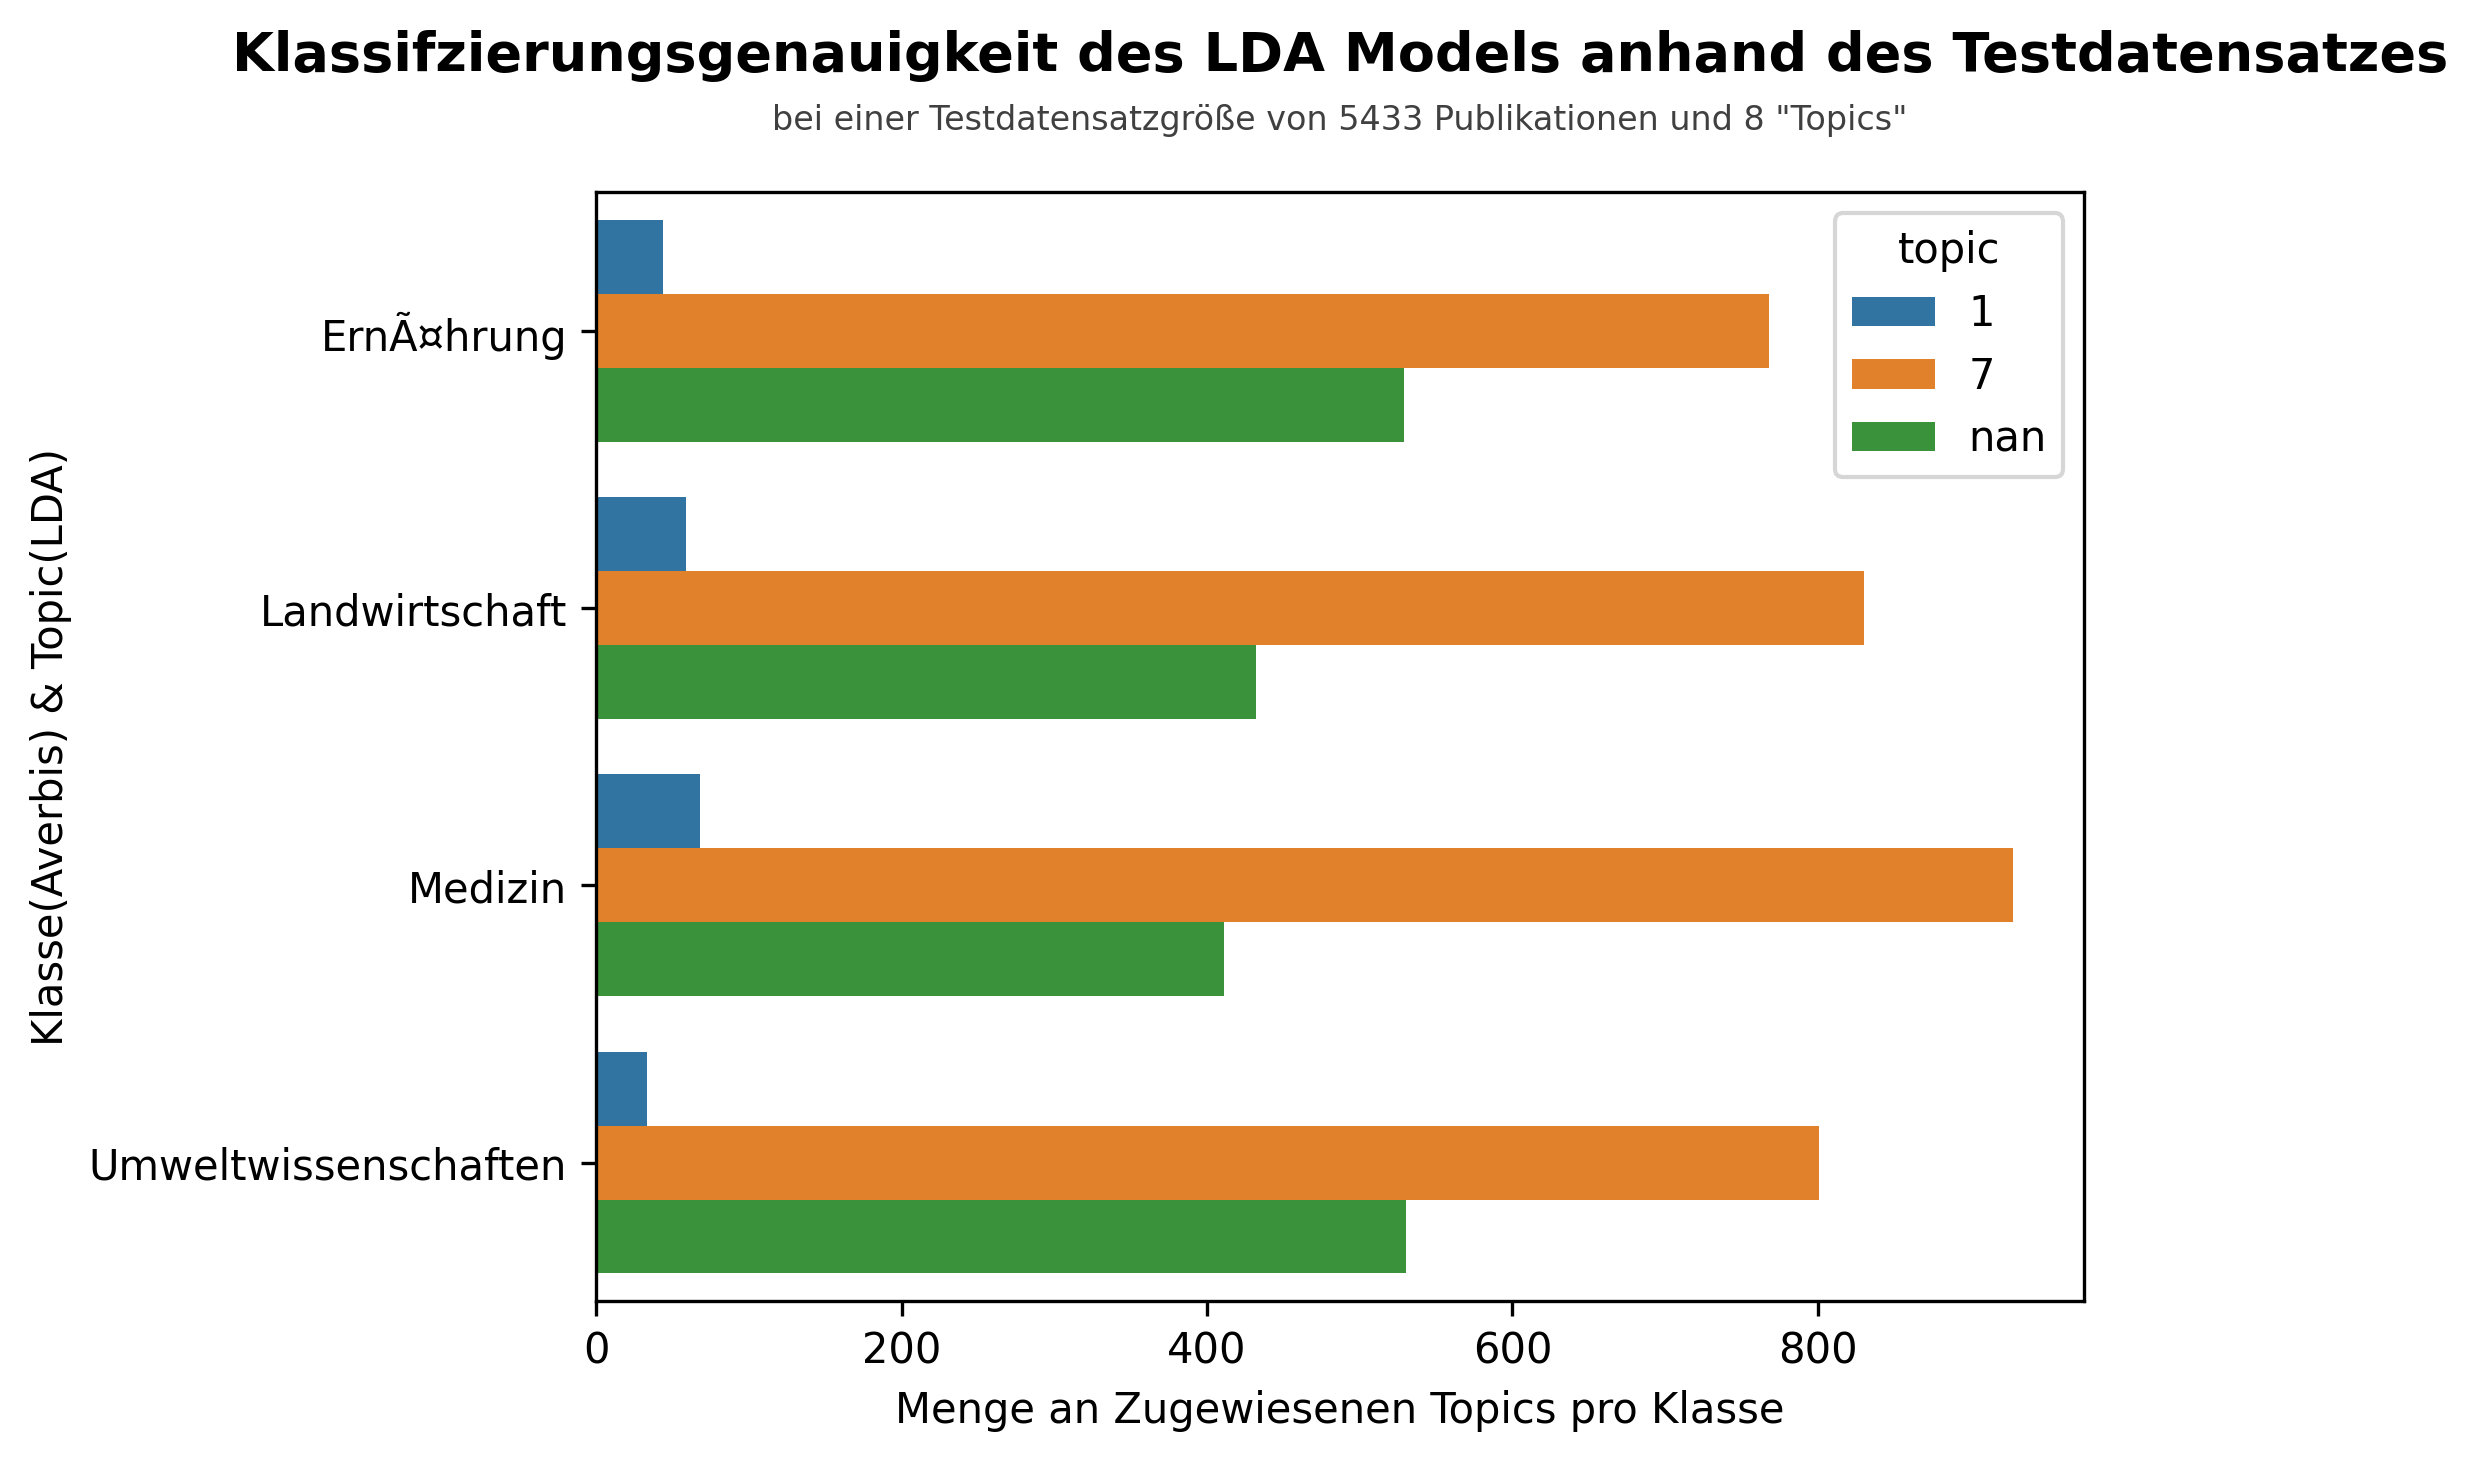 Klassifzierungsgenauigkeit des LDA Models anhand des Testdatensatzes
bei einer Testdatensatzgröße von 5433 Publikationen und 8 "Topics"
topic
1
7
nan
Klasse(Averbis) & Topic(LDA)
ErnÃ¤hrung
Landwirtschaft
Medizin
Umweltwissenschaften
0 200 400 600 800
Menge an Zugewiesenen Topics pro Klasse